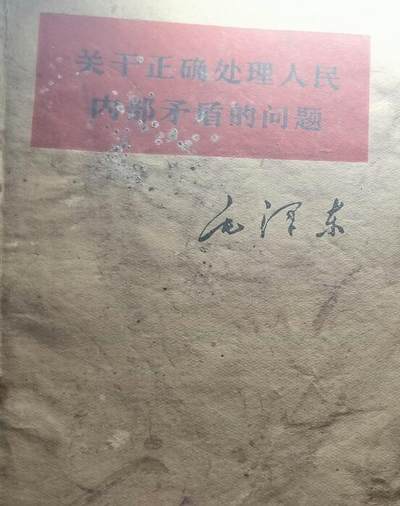 关于正确处理人民
内部矛盾的问题
毛泽东